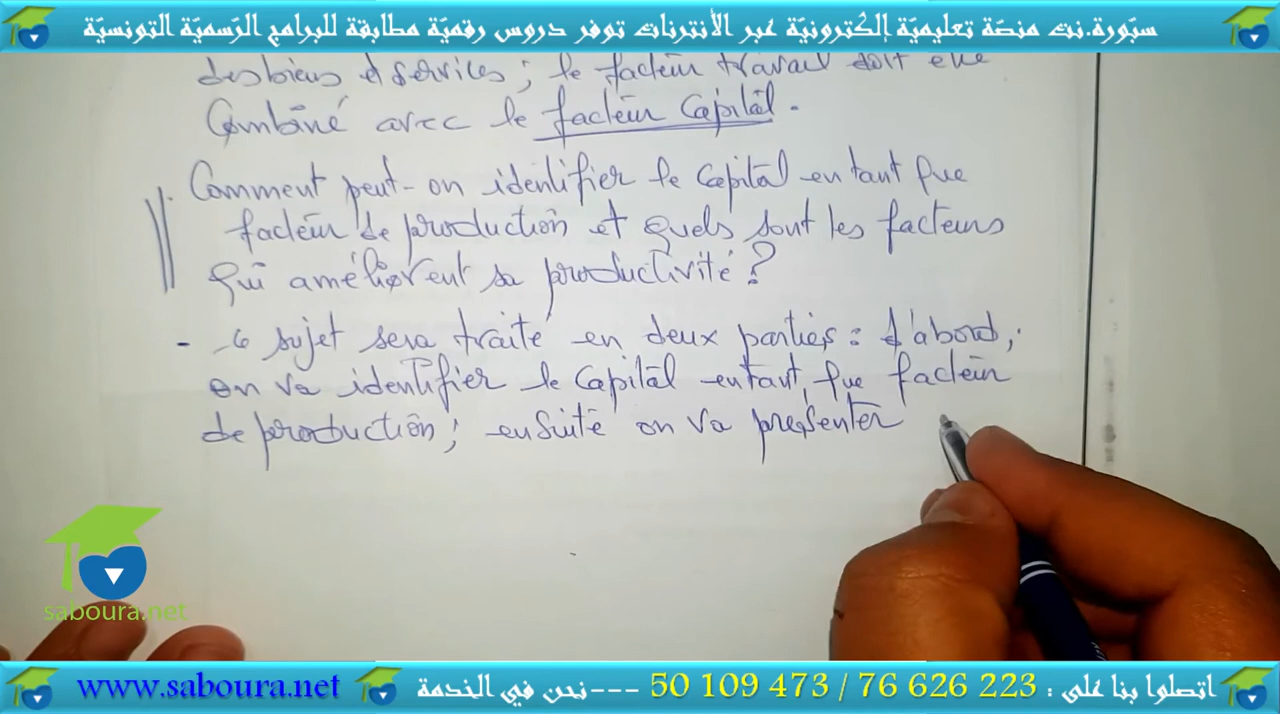 سبّورة.نت منصّة تعليميّة إلكترونيّة عبر الأنترنات توفر دروس رقميّة مطابقة للبرامج الرّسميّة التونسيّة
des biens et services ; le facteur travail doit être
Combiné avec le facteur Capital.
Comment peut-on identifier le Capital en tant que
facteur de production et quels sont les facteurs
qui améliorent sa productivité ?
- Le sujet sera traité en deux parties : d'abord,
on va identifier le Capital en tant que facteur
de production ; ensuite on va présenter
saboura.net
www.saboura.net اتصلوا بنا على : 50 109 473 / 76 626 223 ---نحن في الخدمة